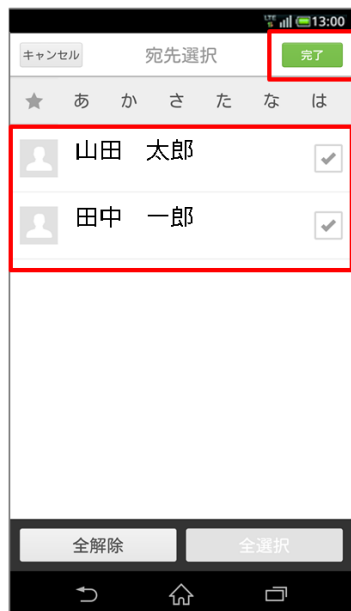 LTE 13:00
キャンセル 宛先選択 完了
★ あ か さ た な は
山田 太郎
田中 一郎
全解除 全選択